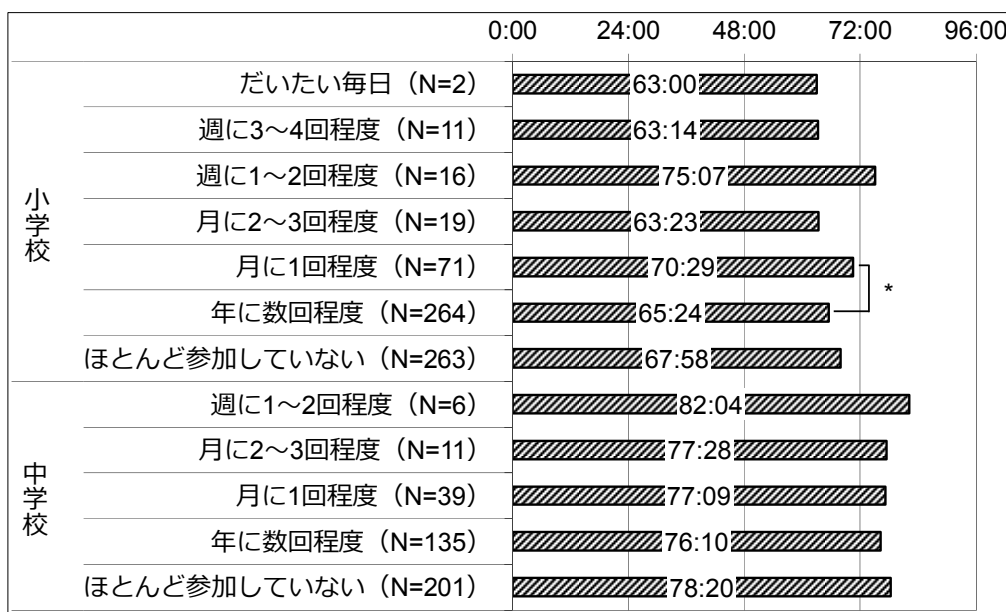 0:00 24:00 48:00 72:00 96:00
小学校
だいたい毎日（N=2） 63:00
週に3～4回程度（N=11） 63:14
週に1～2回程度（N=16） 75:07
月に2～3回程度（N=19） 63:23
月に1回程度（N=71） 70:29
*
年に数回程度（N=264） 65:24
ほとんど参加していない（N=263） 67:58
中学校
週に1～2回程度（N=6） 82:04
月に2～3回程度（N=11） 77:28
月に1回程度（N=39） 77:09
年に数回程度（N=135） 76:10
ほとんど参加していない（N=201） 78:20